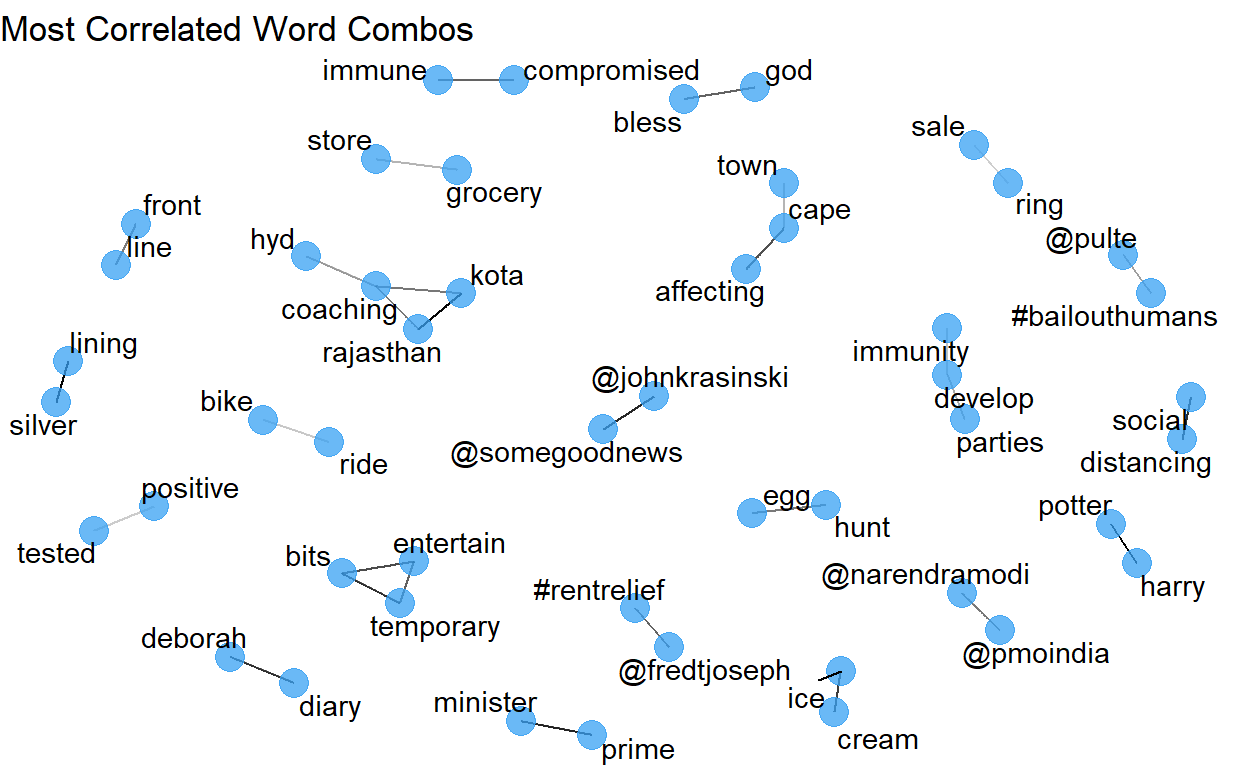 Most Correlated Word Combos
immune
compromised
god
bless
store
grocery
town
cape
affecting
sale
ring
@pulte
#bailouthumans
front
line
hyd
coaching
kota
rajasthan
lining
silver
bike
ride
@johnkrasinski
@somegoodnews
immunity
develop
parties
social
distancing
positive
tested
egg
hunt
potter
harry
bits
entertain
temporary
#rentrelief
@fredtjoseph
@narendramodi
@pmoindia
deborah
diary
minister
prime
ice
cream